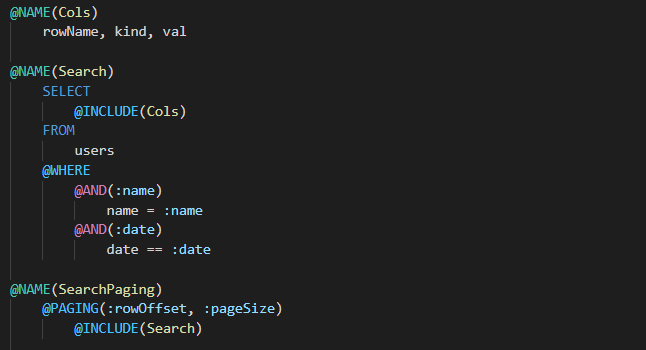 @NAME(Cols)
rowName, kind, val
@NAME(Search)
SELECT
@INCLUDE(Cols)
FROM
users
@WHERE
@AND(:name)
name = :name
@AND(:date)
date == :date
@NAME(SearchPaging)
@PAGING(:rowOffset, :pageSize)
@INCLUDE(Search)